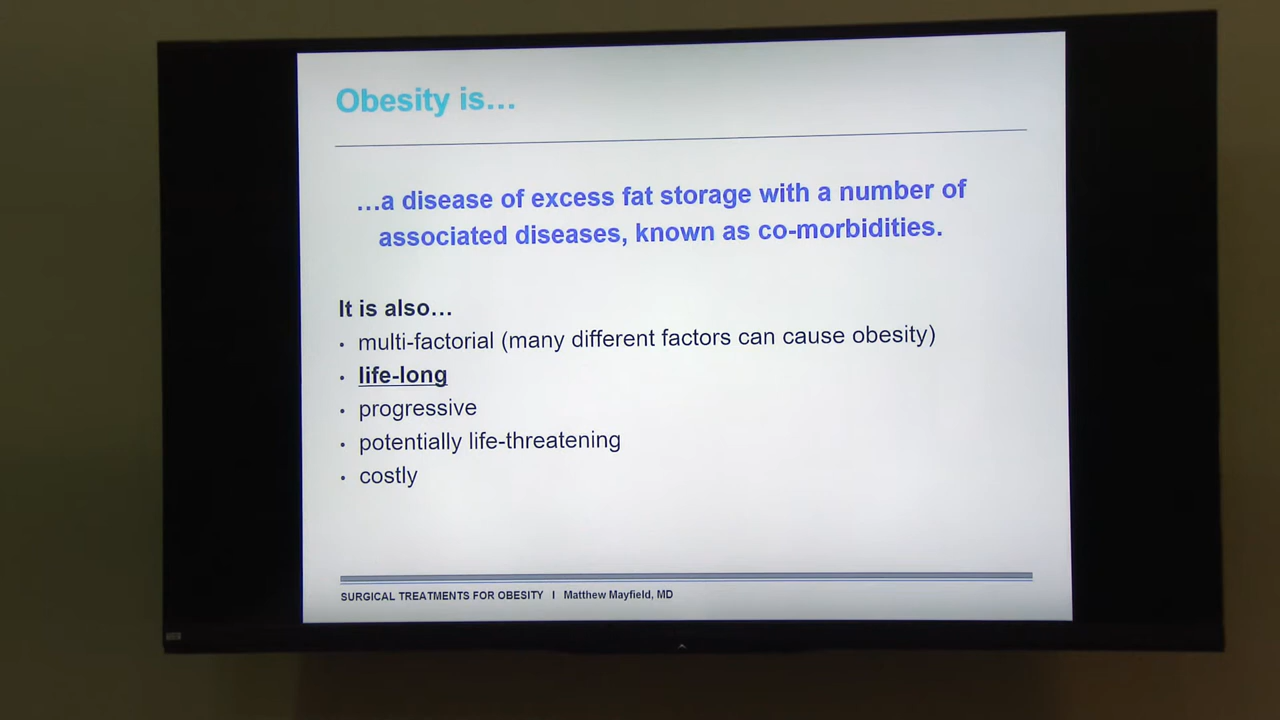 Obesity is…
…a disease of excess fat storage with a number of
associated diseases, known as co-morbidities.
It is also…
• multi-factorial (many different factors can cause obesity)
• life-long
• progressive
• potentially life-threatening
• costly
SURGICAL TREATMENTS FOR OBESITY I Matthew Mayfield, MD